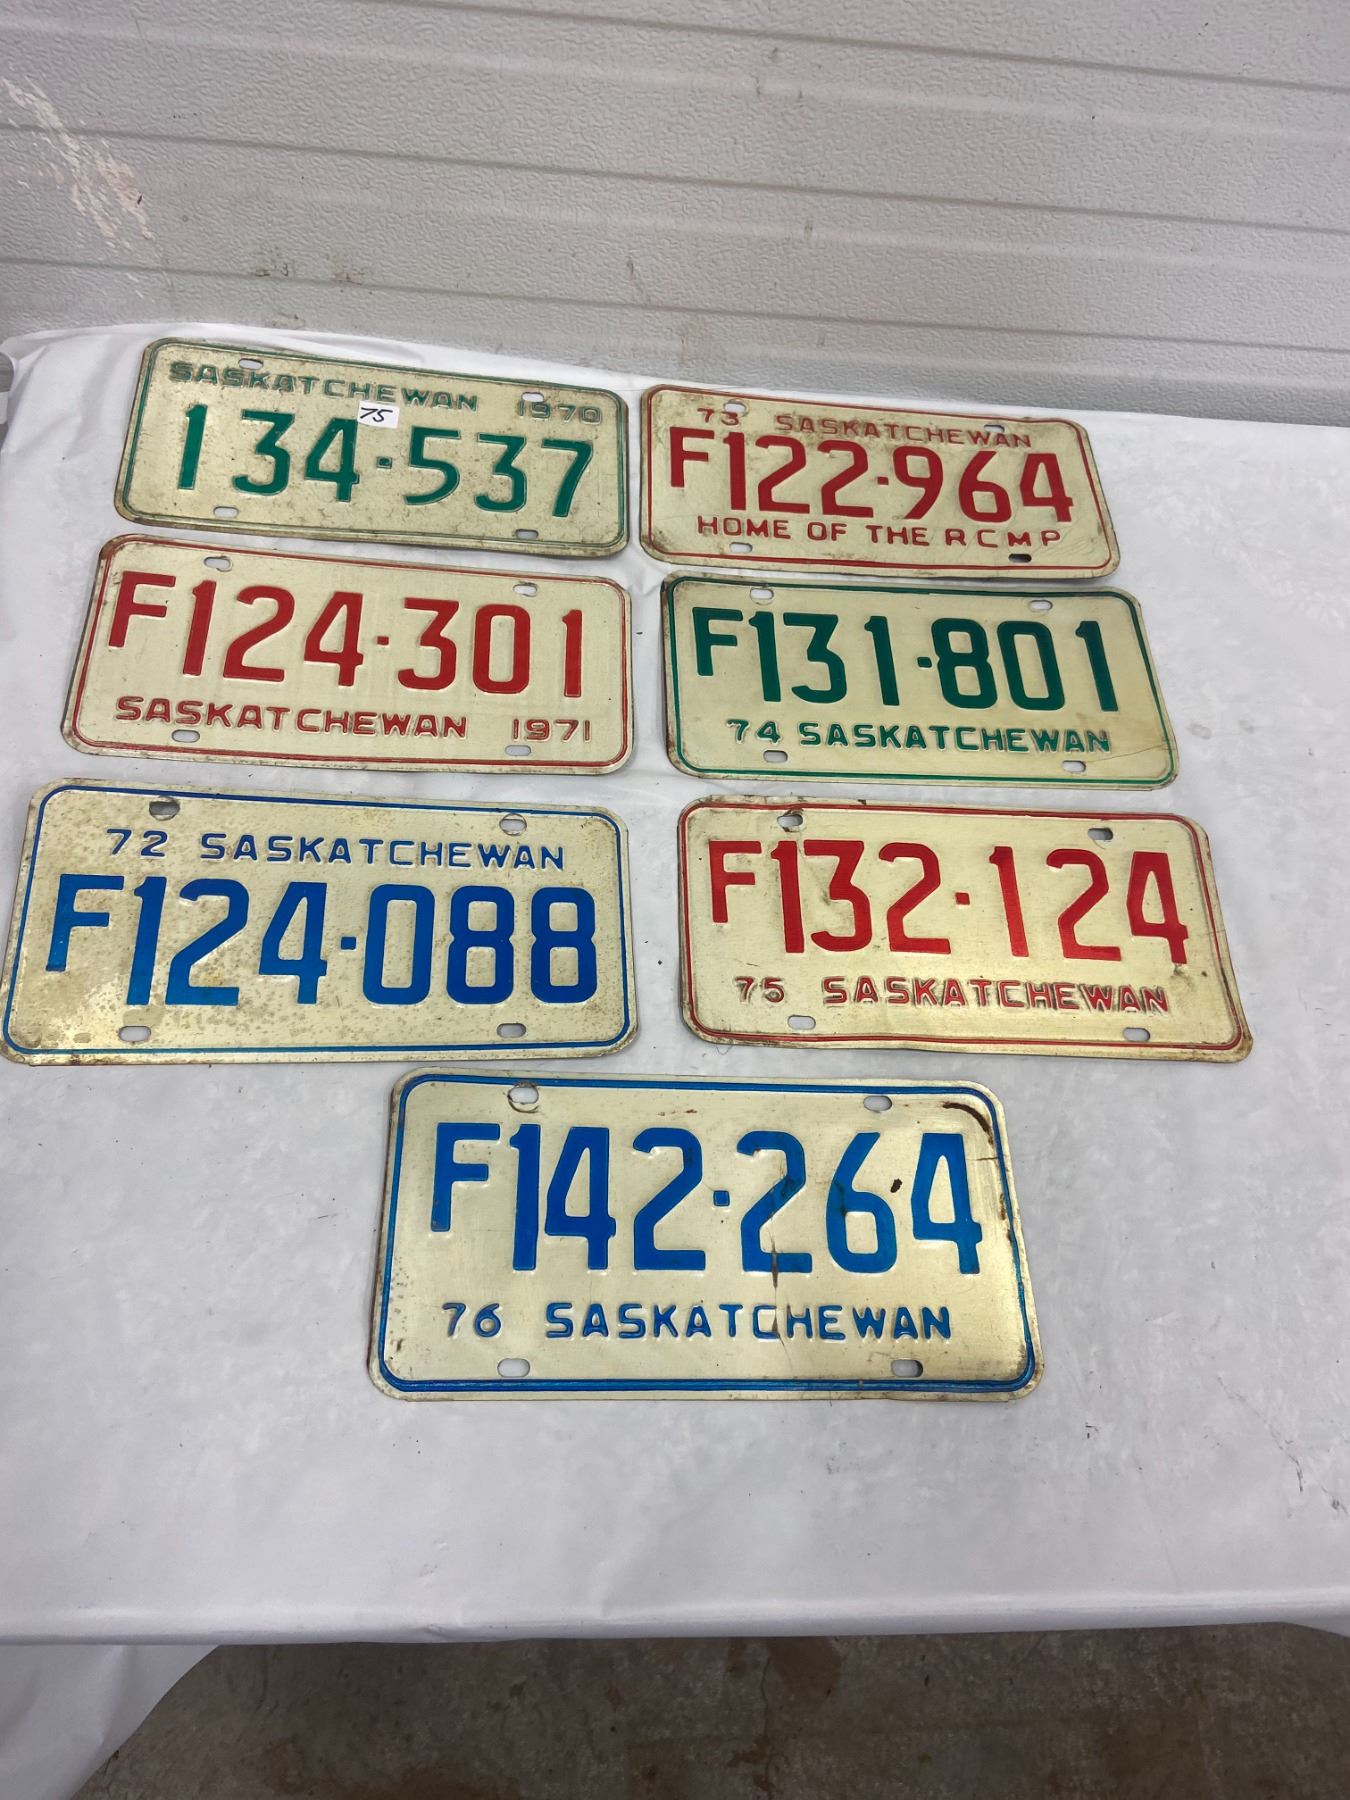 SASKATCHEWAN 1970
75
134·537
F124·301
SASKATCHEWAN 1971
72 SASKATCHEWAN
F124·088
73 SASKATCHEWAN
F122·964
HOME OF THE RCMP
F131·801
74 SASKATCHEWAN
F132·124
75 SASKATCHEWAN
F142·264
76 SASKATCHEWAN